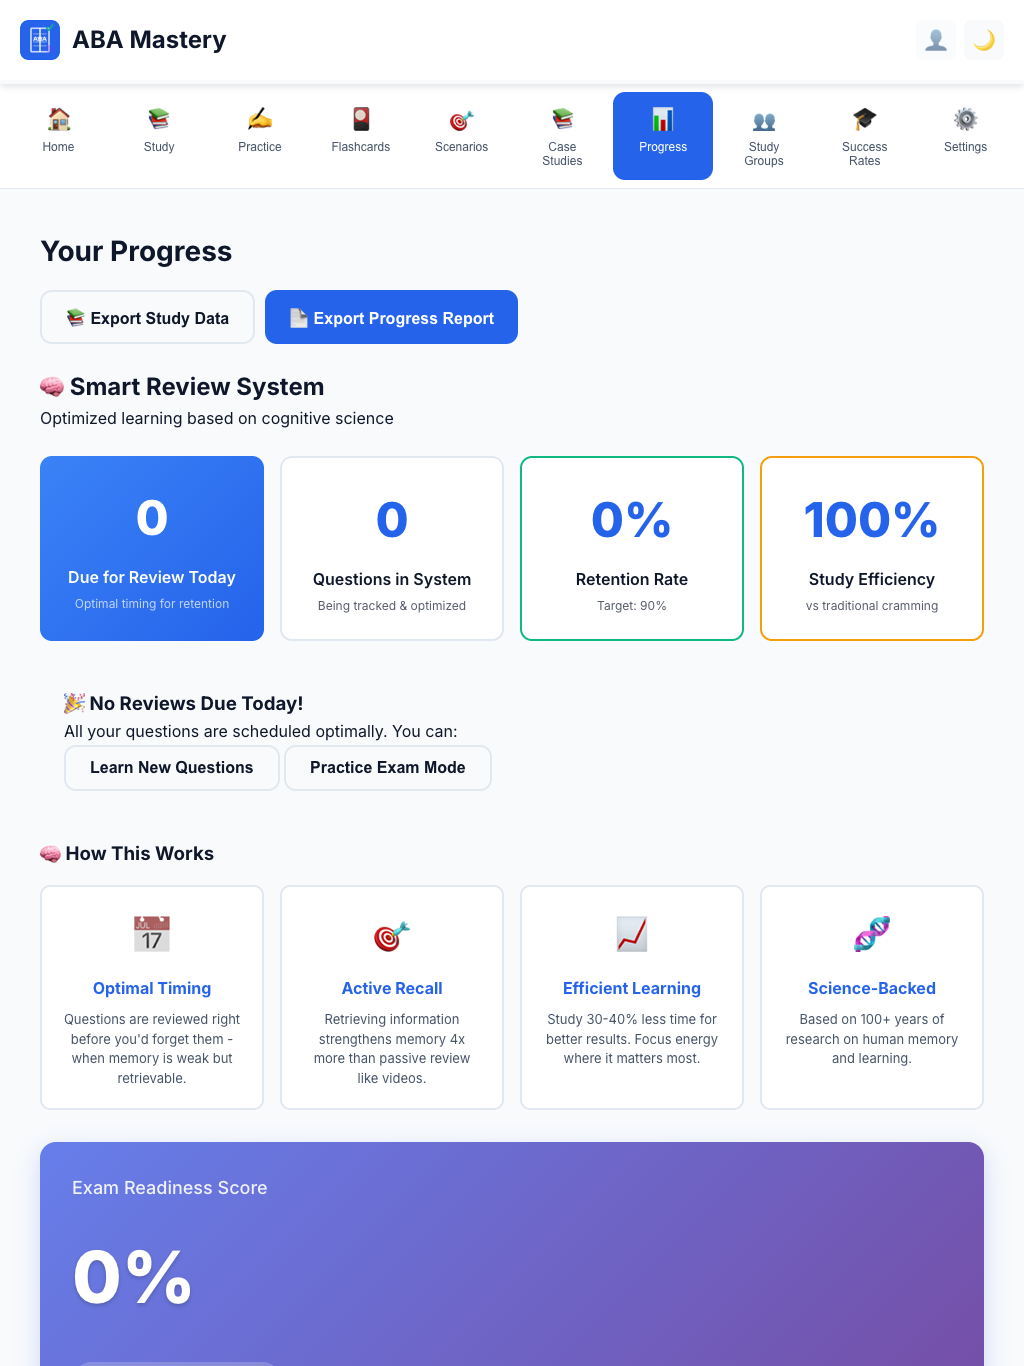 ABA Mastery
Home
Study
Practice
Flashcards
Scenarios
Case
Studies
Progress
Study
Groups
Success
Rates
Settings
Your Progress
Export Study Data
Export Progress Report
Smart Review System
Optimized learning based on cognitive science
0
Due for Review Today
Optimal timing for retention
0
Questions in System
Being tracked & optimized
0%
Retention Rate
Target: 90%
100%
Study Efficiency
vs traditional cramming
No Reviews Due Today!
All your questions are scheduled optimally. You can:
Learn New Questions
Practice Exam Mode
How This Works
JUL
17
Optimal Timing
Questions are reviewed right
before you'd forget them -
when memory is weak but
retrievable.
Active Recall
Retrieving information
strengthens memory 4x
more than passive review
like videos.
Efficient Learning
Study 30-40% less time for
better results. Focus energy
where it matters most.
Science-Backed
Based on 100+ years of
research on human memory
and learning.
Exam Readiness Score
0%